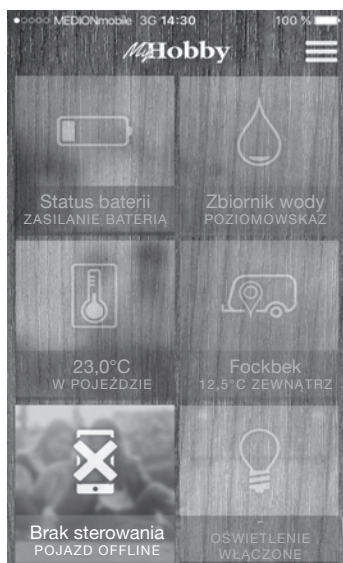 MEDIONmobile 3G 14:30 100 %
MyHobby
Status baterii
ZASILANIE BATERIĄ
Zbiornik wody
POZIOMOWSKAZ
23,0°C
W POJEŹDZIE
Fockbek
12,5°C ZEWNĄTRZ
Brak sterowania
POJAZD OFFLINE
-
OŚWIETLENIE
WŁĄCZONE